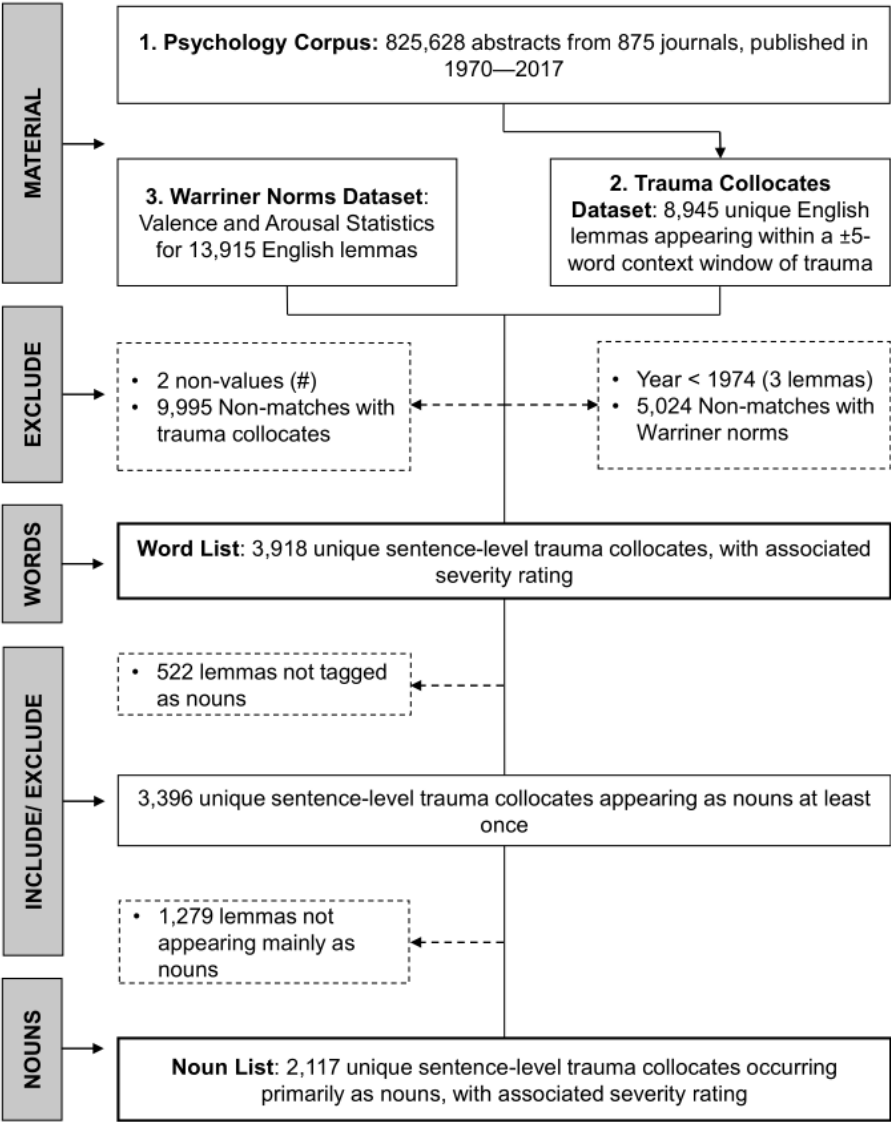 MATERIAL
1. Psychology Corpus: 825,628 abstracts from 875 journals, published in
1970—2017
3. Warriner Norms Dataset:
Valence and Arousal Statistics
for 13,915 English lemmas
2. Trauma Collocates
Dataset: 8,945 unique English
lemmas appearing within a ±5-
word context window of trauma
EXCLUDE
• 2 non-values (#)
• 9,995 Non-matches with
trauma collocates
• Year < 1974 (3 lemmas)
• 5,024 Non-matches with
Warriner norms
WORDS
Word List: 3,918 unique sentence-level trauma collocates, with associated
severity rating
INCLUDE/ EXCLUDE
• 522 lemmas not tagged
as nouns
3,396 unique sentence-level trauma collocates appearing as nouns at least
once
• 1,279 lemmas not
appearing mainly as
nouns
NOUNS
Noun List: 2,117 unique sentence-level trauma collocates occurring
primarily as nouns, with associated severity rating